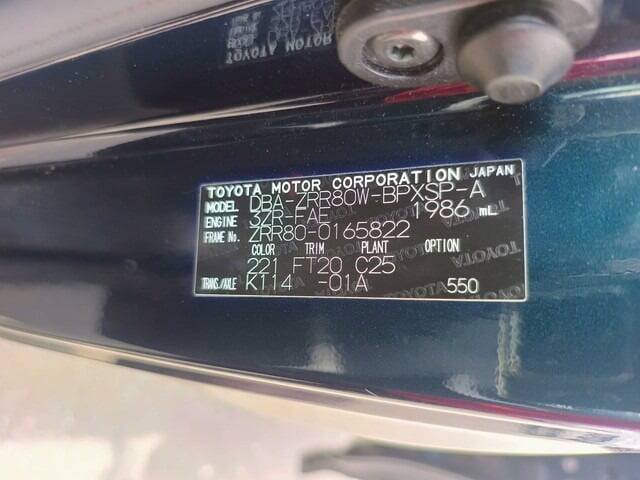 TOYOTA MOTOR CORPORATION JAPAN
MODEL DBA-ZRR80W-BPXSP-A
ENGINE 3ZR-FAE 1986 mL
FRAME No. ZRR80-0165822
COLOR TRIM PLANT OPTION
221 FT20 C25
TRANS./AXLE K114 -01A 550